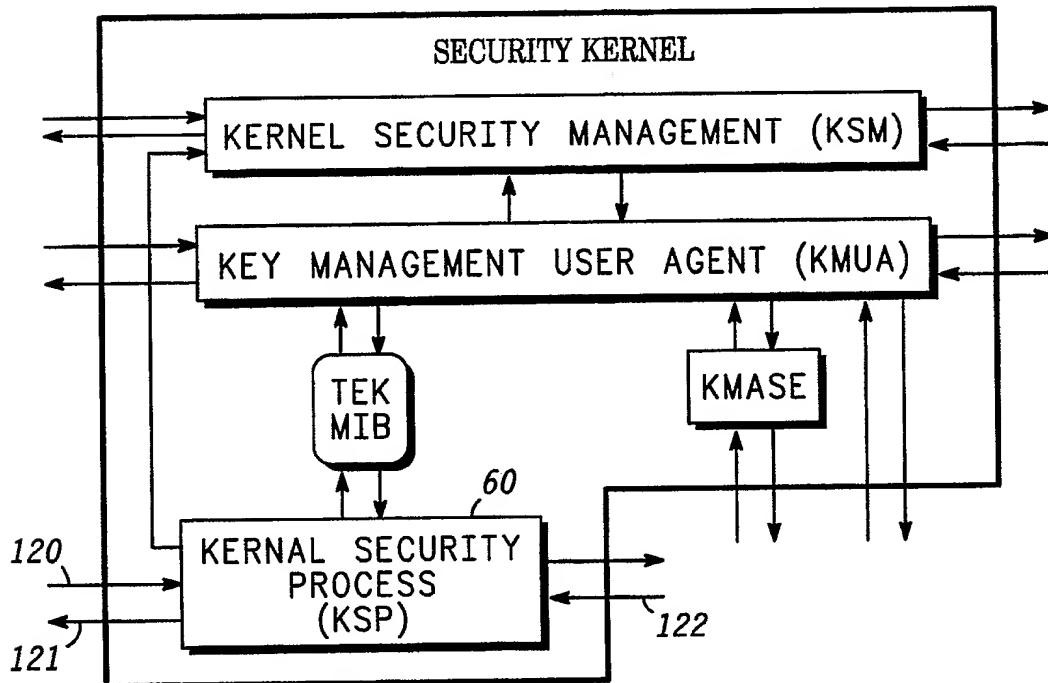 SECURITY KERNEL
KERNEL SECURITY MANAGEMENT (KSM)
KEY MANAGEMENT USER AGENT (KMUA)
TEK
MIB
KMASE
60
KERNAL SECURITY
PROCESS
(KSP)
120
121
122